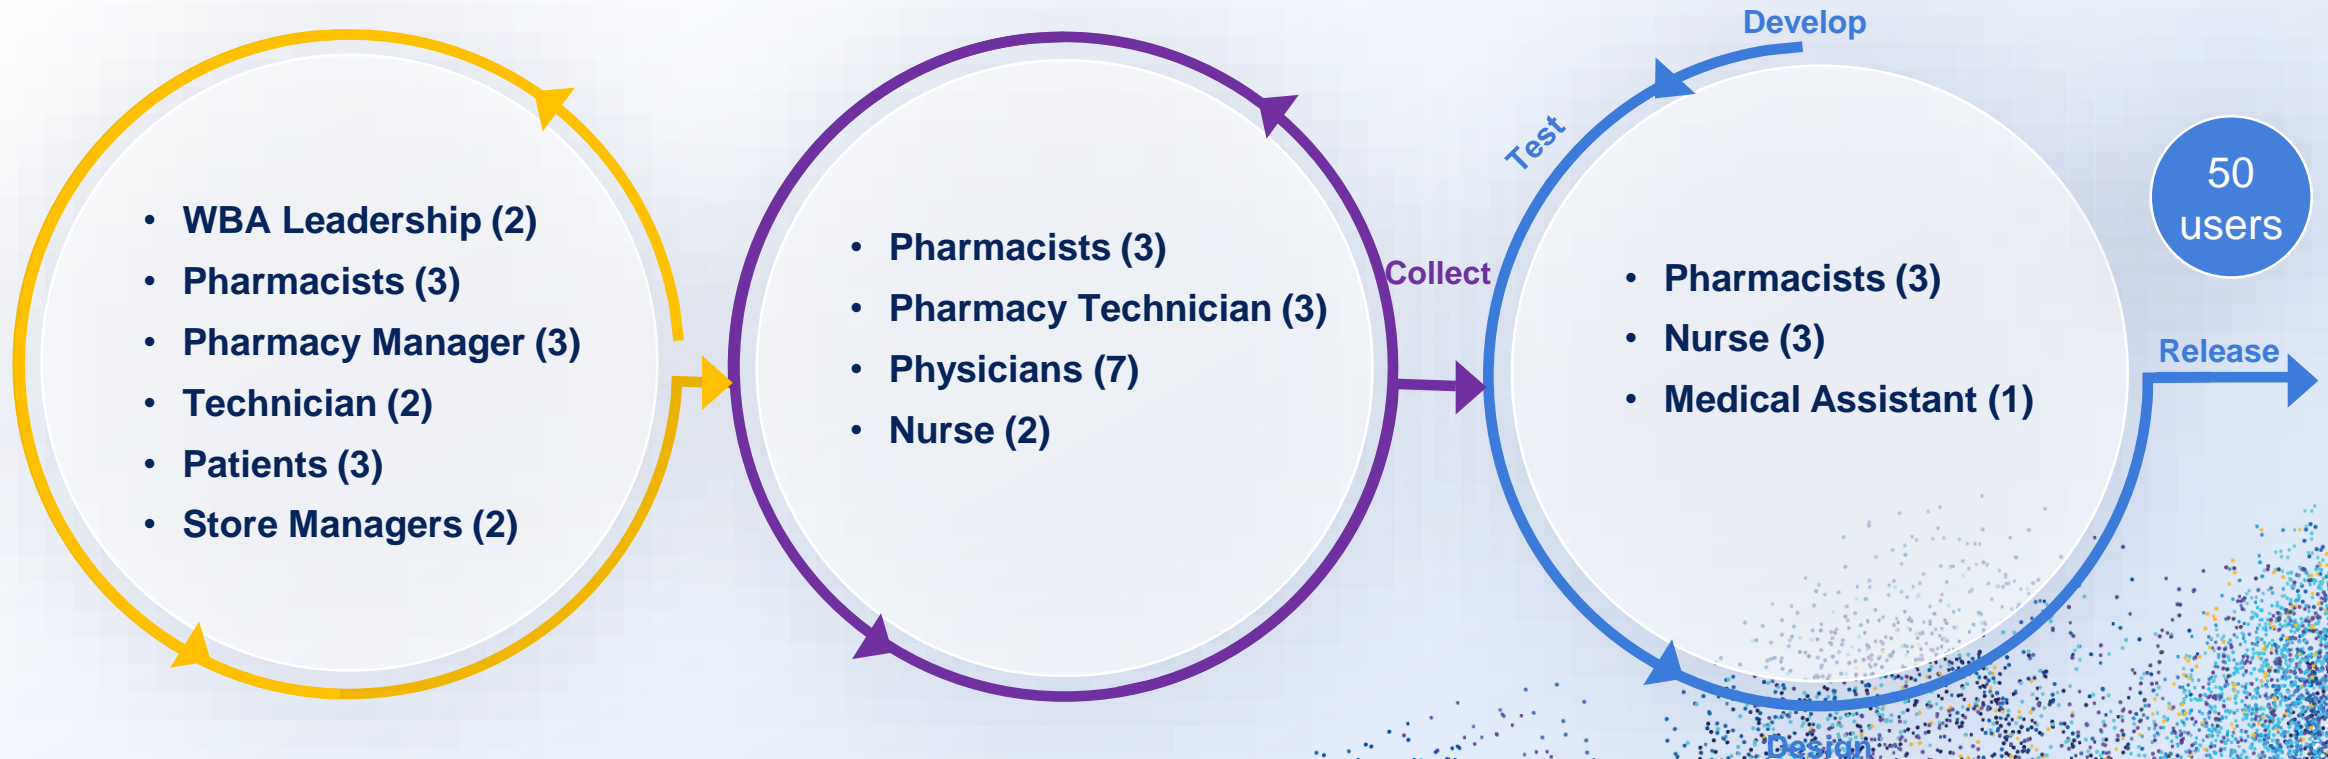 • WBA Leadership (2)
• Pharmacists (3)
• Pharmacy Manager (3)
• Technician (2)
• Patients (3)
• Store Managers (2)
• Pharmacists (3)
• Pharmacy Technician (3)
• Physicians (7)
• Nurse (2)
Collect
Develop
Test
• Pharmacists (3)
• Nurse (3)
• Medical Assistant (1)
Design
50
users
Release